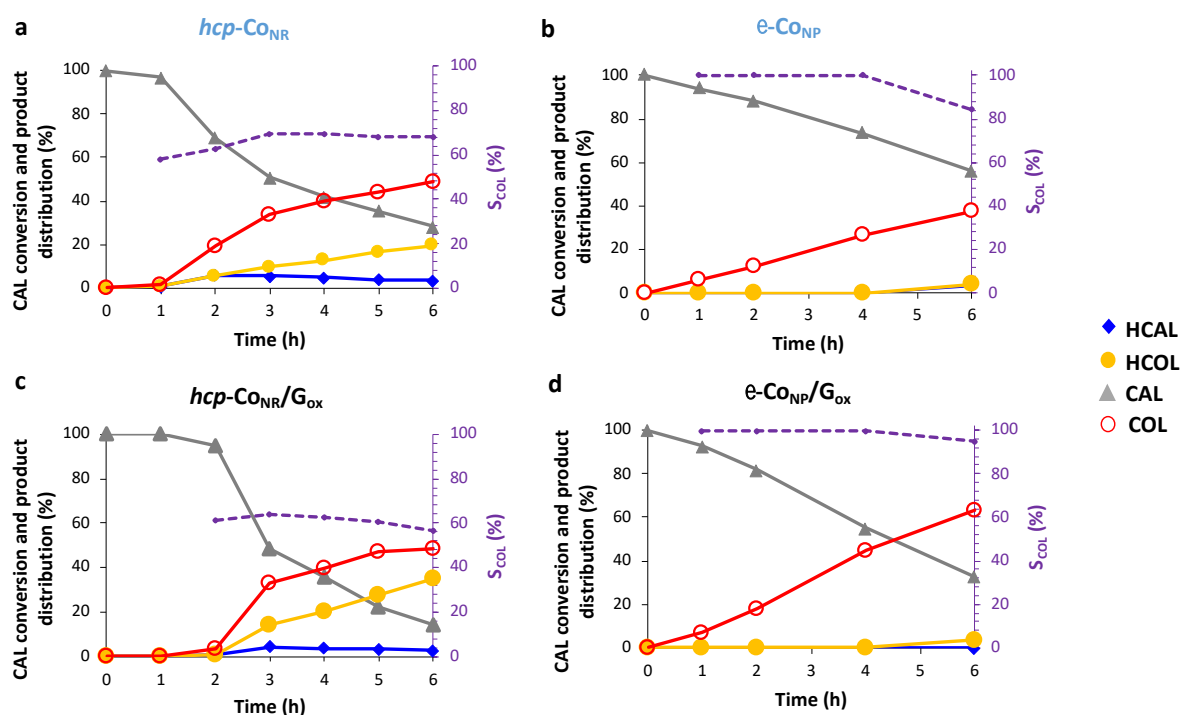 a
hcp-CoNR
CAL conversion and product
distribution (%)
100
80
60
40
20
0
0 1 2 3 4 5 6
Time (h)
100
80
60
40
20
0
SCOL (%)
b
e-CoNP
CAL conversion and product
distribution (%)
100
80
60
40
20
0
0 1 2 3 4 5 6
Time (h)
100
80
60
40
20
0
SCOL (%)
c
hcp-CoNR/Gox
CAL conversion and product
distribution (%)
100
80
60
40
20
0
0 1 2 3 4 5 6
Time (h)
100
80
60
40
20
0
SCOL (%)
d
e-CoNP/Gox
CAL conversion and product
distribution (%)
100
80
60
40
20
0
0 1 2 3 4 5 6
Time (h)
100
80
60
40
20
0
SCOL (%)
HCAL
HCOL
CAL
COL